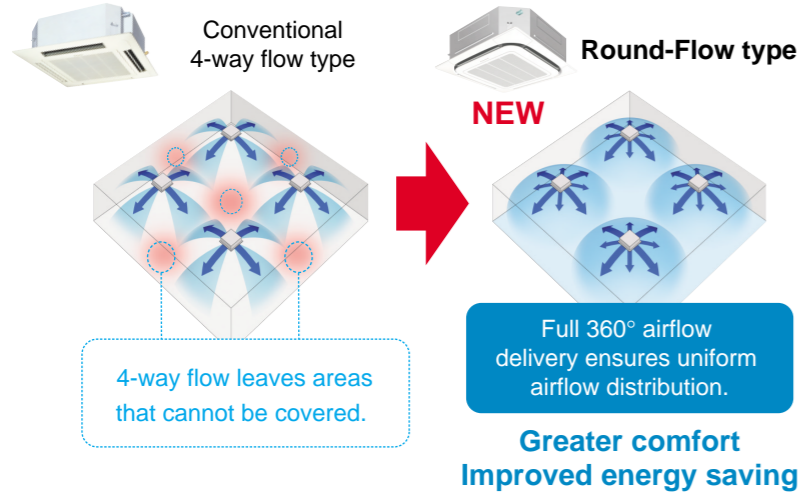 Conventional
4-way flow type
Round-Flow type
NEW
4-way flow leaves areas
that cannot be covered.
Full 360° airflow
delivery ensures uniform
airflow distribution.
Greater comfort
Improved energy saving